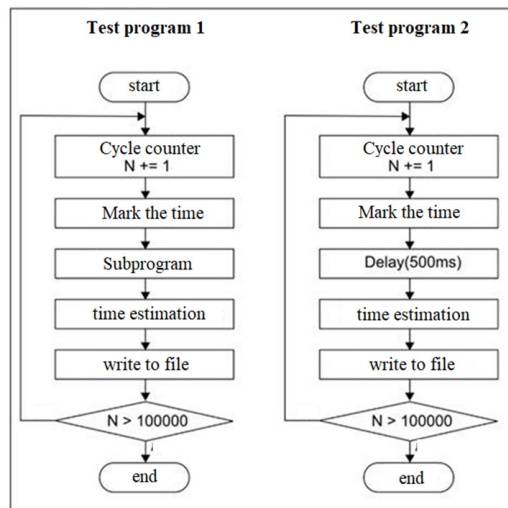 Test program 1
start
Cycle counter
N += 1
Mark the time
Subprogram
time estimation
write to file
N > 100000
end
Test program 2
start
Cycle counter
N += 1
Mark the time
Delay(500ms)
time estimation
write to file
N > 100000
end